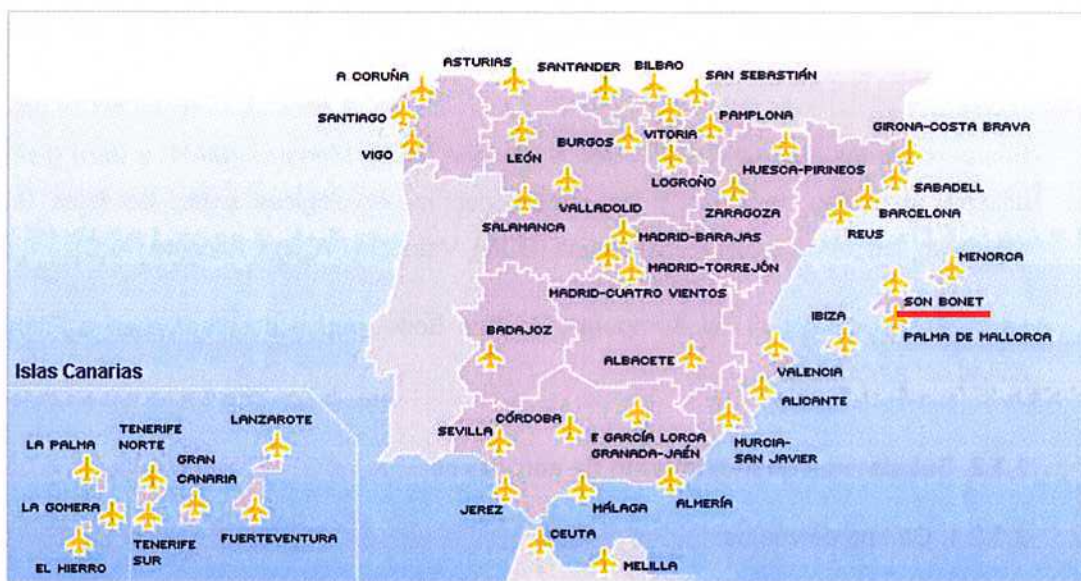 ASTURIAS
SANTANDER
BILBAO
A CORUÑA
SAN SEBASTIÁN
SANTIAGO
PAMPLONA
GIRONA-COSTA BRAVA
BURGOS
VITORIA
VIGO
LEÓN
HUESCA-PIRINEOS
LOGROÑO
SABADELL
VALLADOLID
ZARAGOZA
BARCELONA
SALAMANCA
REUS
MADRID-BARAJAS
MENORCA
MADRID-TORREJÓN
MADRID-CUATRO VIENTOS
SON BONET
IBIZA
BADAJOZ
PALMA DE MALLORCA
ALBACETE
VALENCIA
Islas Canarias
ALICANTE
LANZAROTE
CÓRDOBA
TENERIFE
NORTE
SEVILLA
E GARCÍA LORCA
GRANADA-JAÉN
MURCIA-
SAN JAVIER
LA PALMA
GRAN
CANARIA
LA GOMERA
JEREZ
MÁLAGA
ALMERÍA
FUERTEVENTURA
CEUTA
TENERIFE
SUR
EL HIERRO
MELILLA